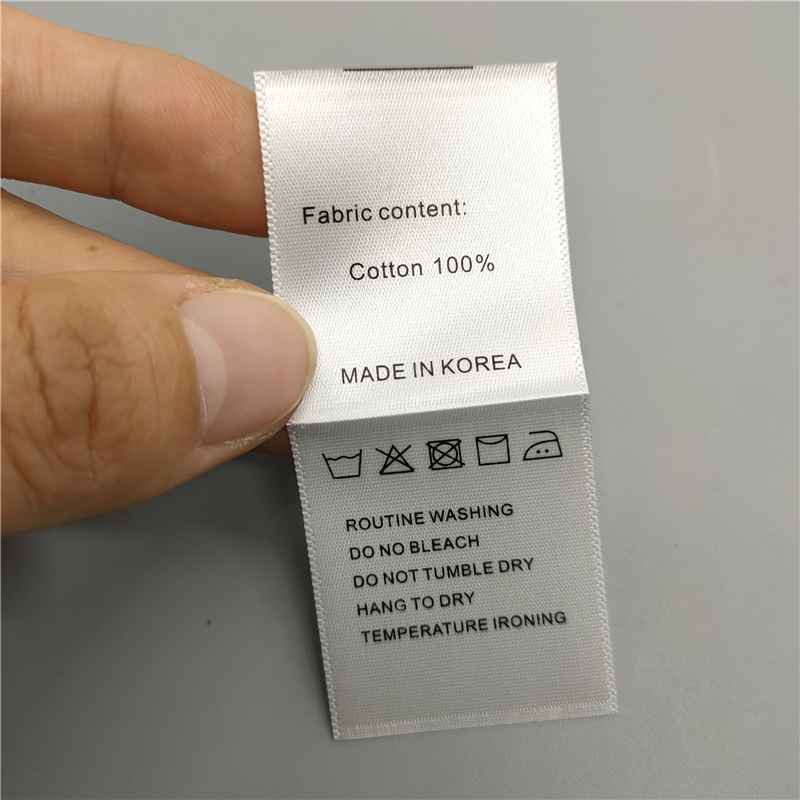 Fabric content:
Cotton 100%
MADE IN KOREA
ROUTINE WASHING
DO NO BLEACH
DO NOT TUMBLE DRY
HANG TO DRY
TEMPERATURE IRONING